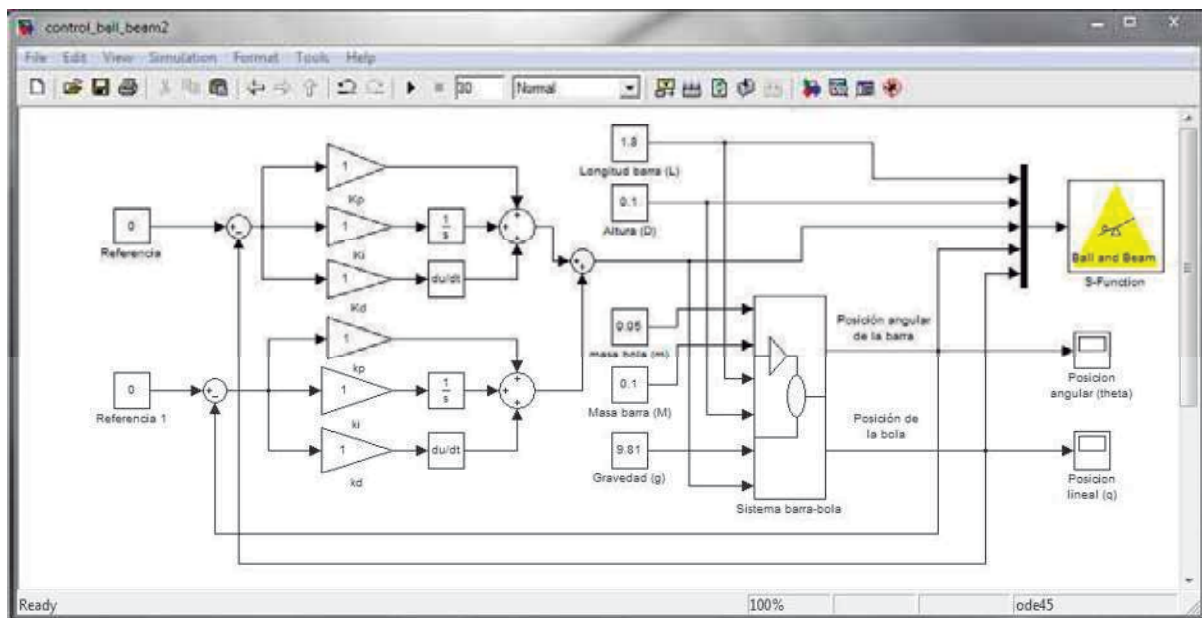 control_ball_beam2
File Edit View Simulation Format Tools Help
30 Normal
1.8
Longitud barra (L)
0.1
Altura (D)
1
Kp
0
Referencia
1
Ki
1
s
1
Kd
du/dt
Ball and Beam
S-Function
0.05
masa bola (m)
Posición angular
de la barra
1
kp
0.1
Masa barra (M)
Posicion
angular (theta)
0
Referencia 1
1
ki
1
s
Posición de
la bola
1
kd
du/dt
9.81
Gravedad (g)
Posicion
lineal (q)
Sistema barra-bola
Ready 100% ode45